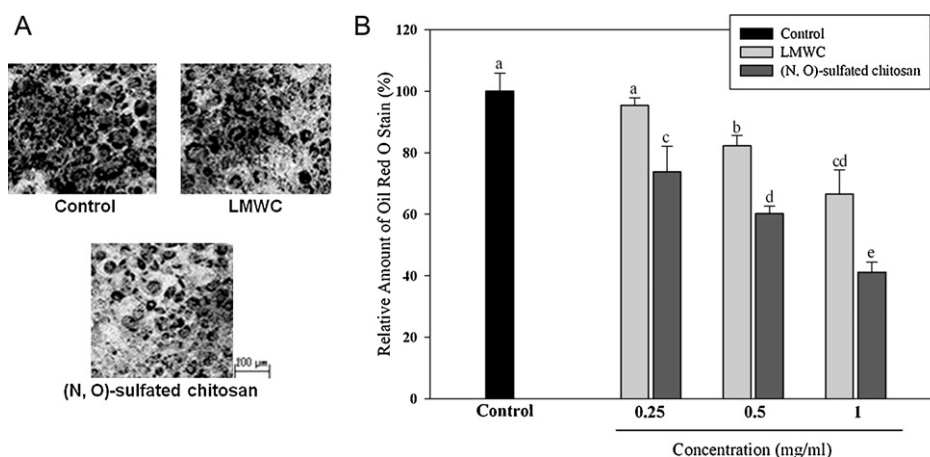 A
Control
LMWC
(N, O)-sulfated chitosan
100 µm
B
Relative Amount of Oil Red O Stain (%)
120
100
80
60
40
20
0
Control
LMWC
(N, O)-sulfated chitosan
a
a
c
b
d
cd
e
Control
0.25
0.5
1
Concentration (mg/ml)